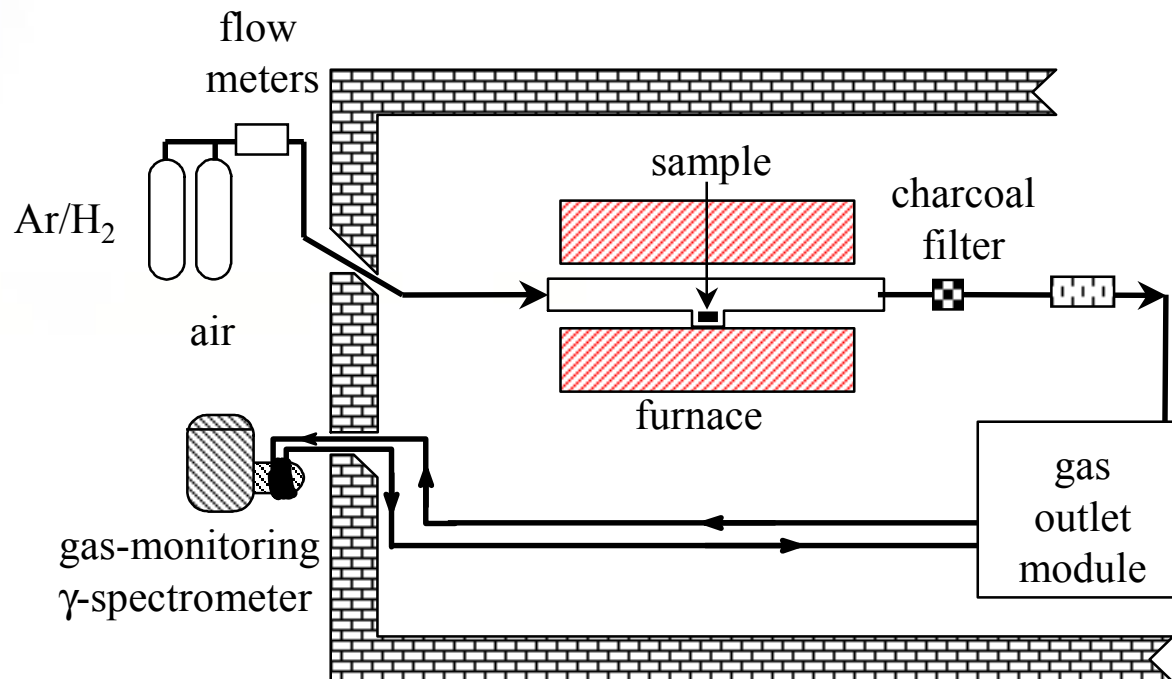 flow
meters
Ar/H₂
air
sample
charcoal
filter
furnace
gas-monitoring
γ-spectrometer
gas
outlet
module